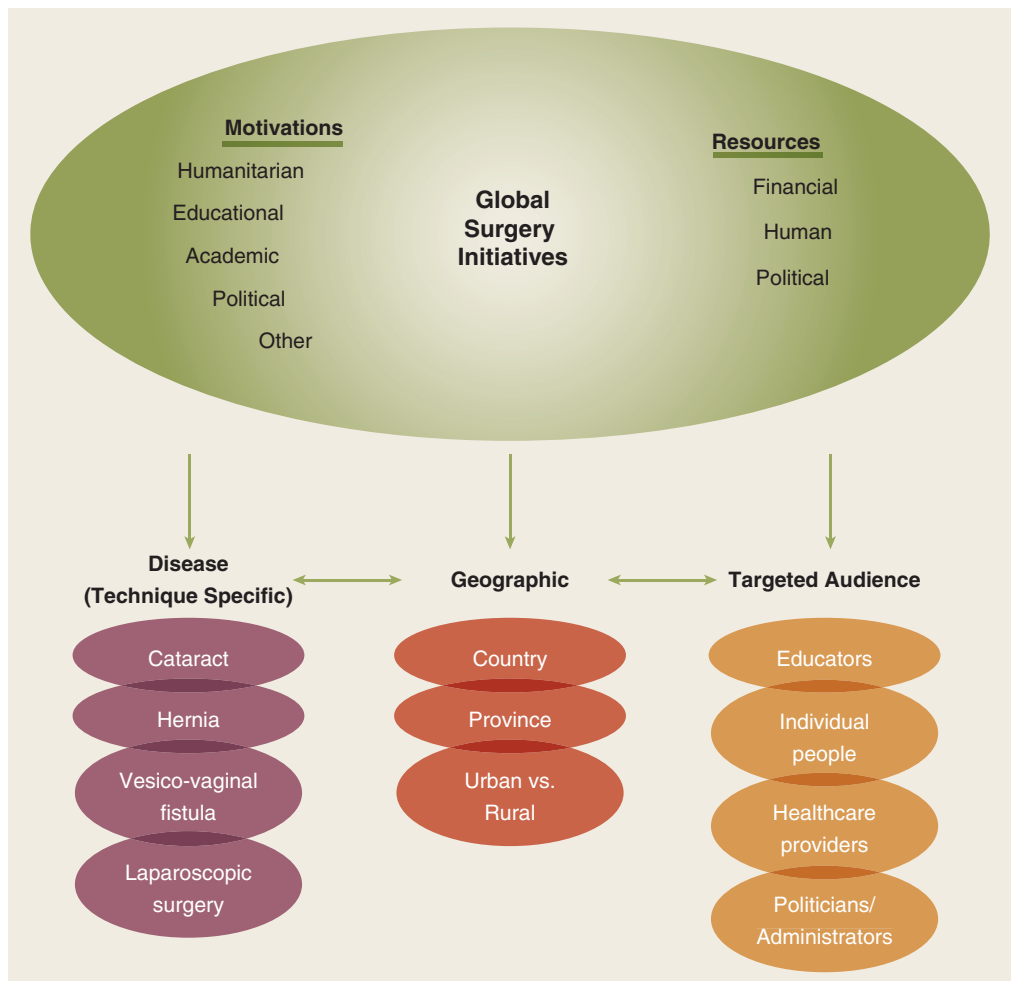 Motivations
Humanitarian
Educational
Academic
Political
Other
Global
Surgery
Initiatives
Resources
Financial
Human
Political
Disease
(Technique Specific)
Cataract
Hernia
Vesico-vaginal
fistula
Laparoscopic
surgery
Geographic
Country
Province
Urban vs.
Rural
Targeted Audience
Educators
Individual
people
Healthcare
providers
Politicians/
Administrators